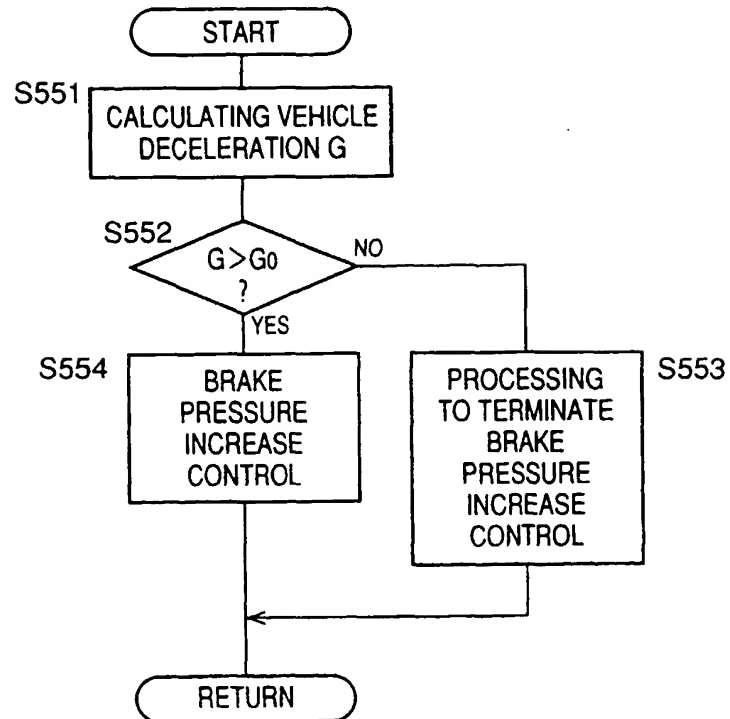 START
S551
CALCULATING VEHICLE
DECELERATION G
S552
G>G0
?
NO
YES
S554
BRAKE
PRESSURE
INCREASE
CONTROL
S553
PROCESSING
TO TERMINATE
BRAKE
PRESSURE
INCREASE
CONTROL
RETURN